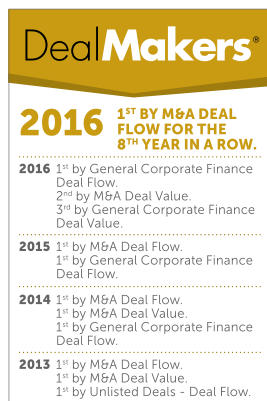 DealMakers®
2016
1ST BY M&A DEAL
FLOW FOR THE
8TH YEAR IN A ROW.
2016 1st by General Corporate Finance
Deal Flow.
2nd by M&A Deal Value.
3rd by General Corporate Finance
Deal Value.
2015 1st by M&A Deal Flow.
1st by General Corporate Finance
Deal Flow.
2014 1st by M&A Deal Flow.
1st by M&A Deal Value.
1st by General Corporate Finance
Deal Flow.
2013 1st by M&A Deal Flow.
1st by M&A Deal Value.
1st by Unlisted Deals - Deal Flow.